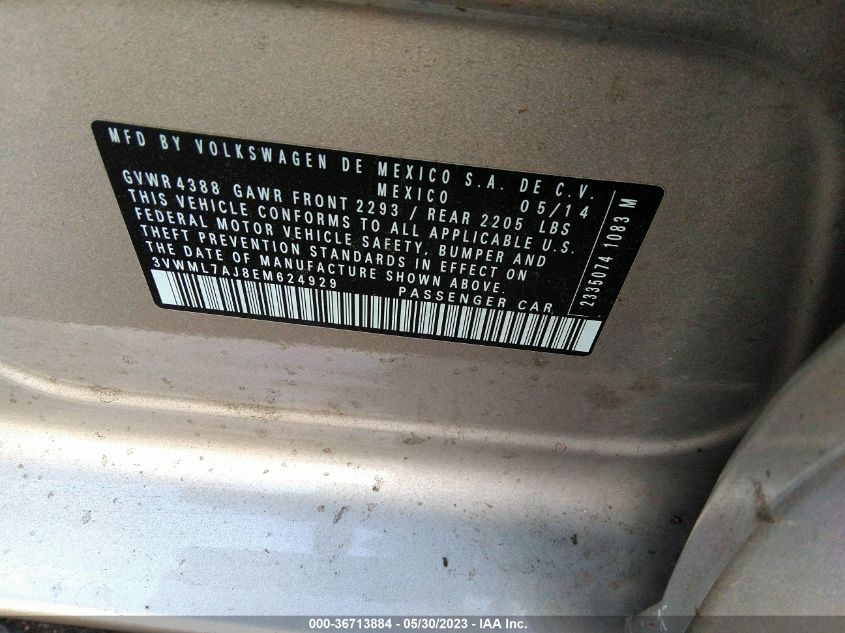 MFD BY VOLKSWAGEN DE MEXICO S.A. DE C.V.
MEXICO 05/14
GVWR 4388 GAWR FRONT 2293 / REAR 2205 LBS
THIS VEHICLE CONFORMS TO ALL APPLICABLE U.S.
FEDERAL MOTOR VEHICLE SAFETY, BUMPER AND
THEFT PREVENTION STANDARDS IN EFFECT ON
THE DATE OF MANUFACTURE SHOWN ABOVE.
3VWML7AJ8EM624929 PASSENGER CAR
2335074 1083 M
000-36713884 - 05/30/2023 - IAA Inc.